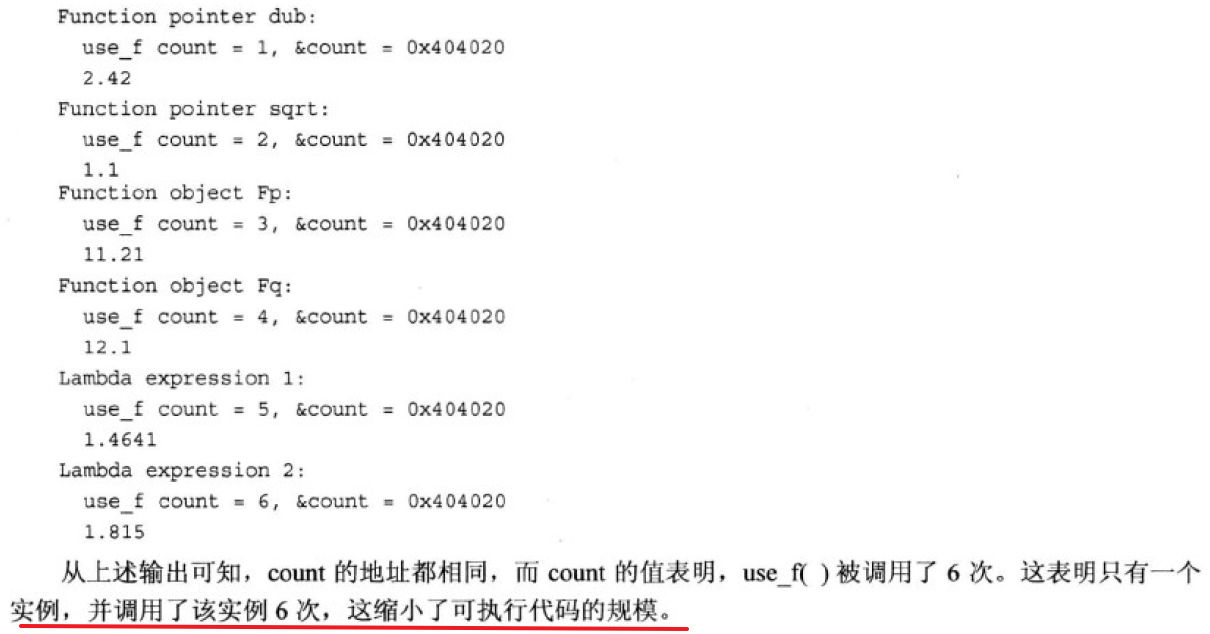 Function pointer dub:
use_f count = 1, &count = 0x404020
2.42
Function pointer sqrt:
use_f count = 2, &count = 0x404020
1.1
Function object Fp:
use_f count = 3, &count = 0x404020
11.21
Function object Fq:
use_f count = 4, &count = 0x404020
12.1
Lambda expression 1:
use_f count = 5, &count = 0x404020
1.4641
Lambda expression 2:
use_f count = 6, &count = 0x404020
1.815
从上述输出可知，count 的地址都相同，而 count 的值表明，use_f( )被调用了 6 次。这表明只有一个
实例，并调用了该实例 6 次，这缩小了可执行代码的规模。